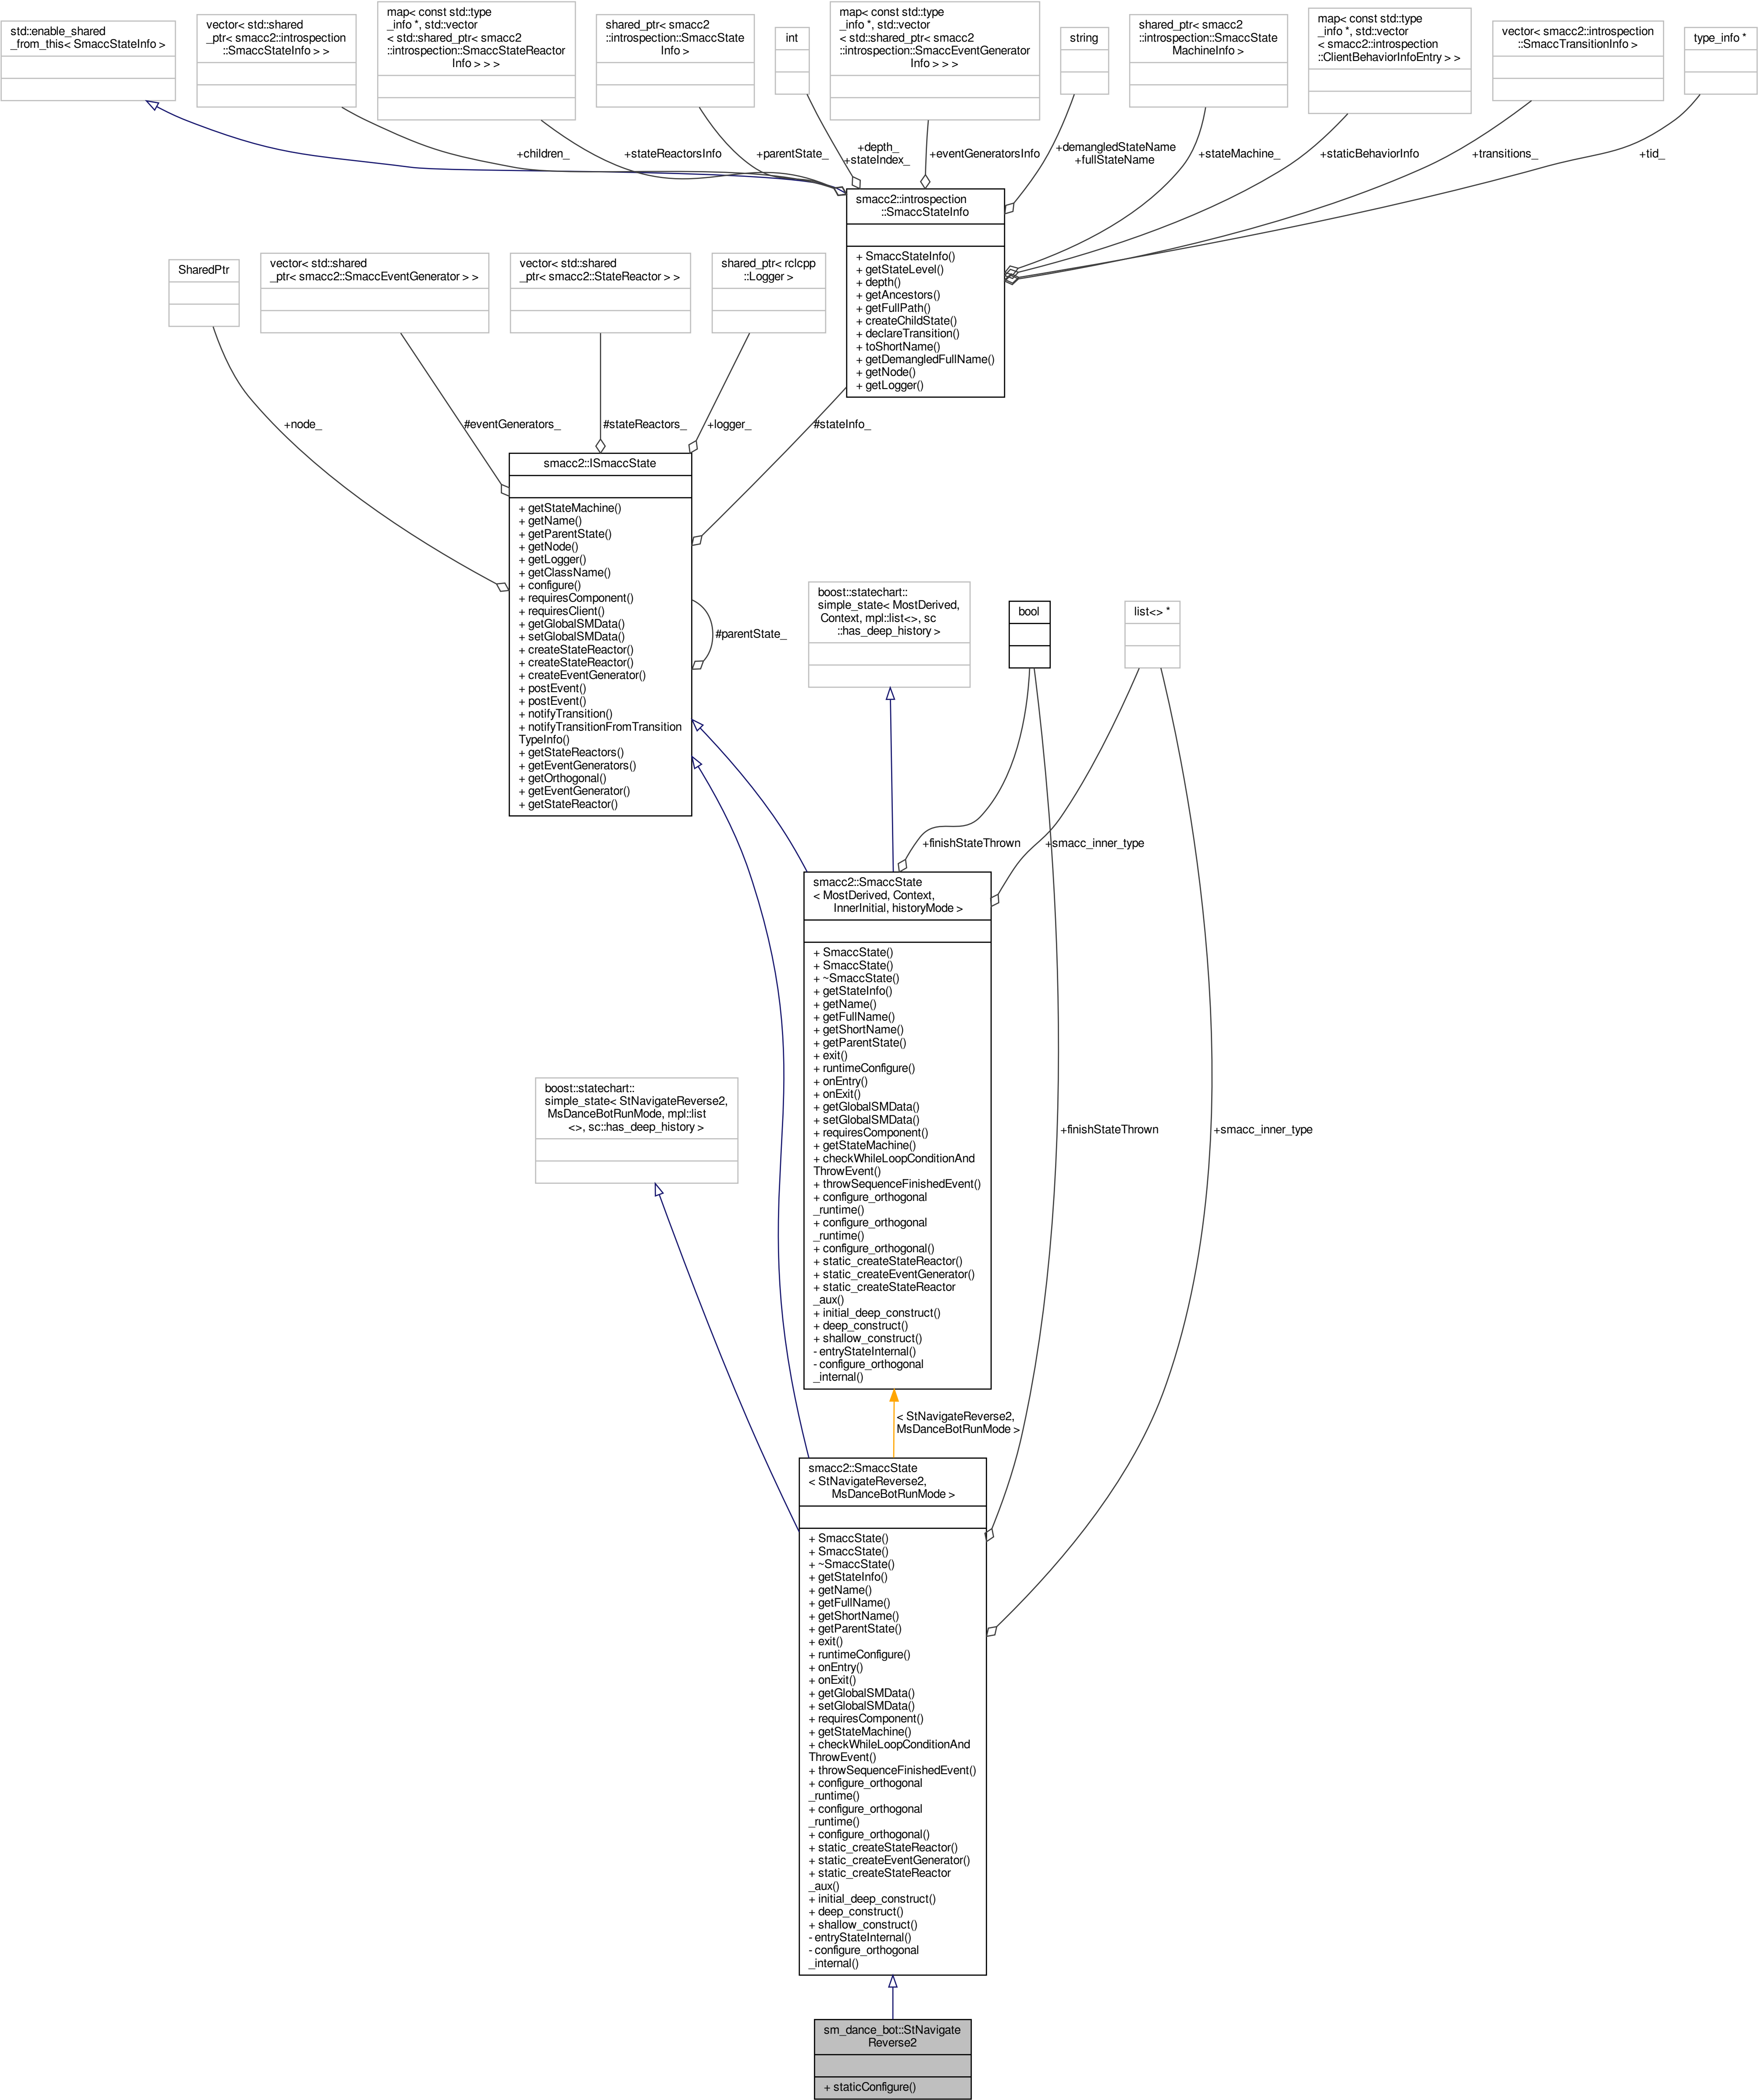 std::enable_shared
_from_this< SmaccStateInfo >
vector< std::shared
_ptr< smacc2::introspection
::SmaccStateInfo > >
map< const std::type
_info *, std::vector
< std::shared_ptr< smacc2
::introspection::SmaccStateReactor
Info > > >
shared_ptr< smacc2
::introspection::SmaccState
Info >
int
map< const std::type
_info *, std::vector
< std::shared_ptr< smacc2
::introspection::SmaccEventGenerator
Info > > >
string
shared_ptr< smacc2
::introspection::SmaccState
MachineInfo >
map< const std::type
_info *, std::vector
< smacc2::introspection
::ClientBehaviorInfoEntry > >
vector< smacc2::introspection
::SmaccTransitionInfo >
type_info *
+children_
+stateReactorsInfo
+parentState_
+depth_
+stateIndex_
+eventGeneratorsInfo
+demangledStateName
+fullStateName
+stateMachine_
+staticBehaviorInfo
+transitions_
+tid_
smacc2::introspection
::SmaccStateInfo
+ SmaccStateInfo()
+ getStateLevel()
+ depth()
+ getAncestors()
+ getFullPath()
+ createChildState()
+ declareTransition()
+ toShortName()
+ getDemangledFullName()
+ getNode()
+ getLogger()
SharedPtr
vector< std::shared
_ptr< smacc2::SmaccEventGenerator > >
vector< std::shared
_ptr< smacc2::StateReactor > >
shared_ptr< rclcpp
::Logger >
+node_
#eventGenerators_
#stateReactors_
+logger_
#stateInfo_
smacc2::ISmaccState
+ getStateMachine()
+ getName()
+ getParentState()
+ getNode()
+ getLogger()
+ getClassName()
+ configure()
+ requiresComponent()
+ requiresClient()
+ getGlobalSMData()
+ setGlobalSMData()
+ createStateReactor()
+ createStateReactor()
+ createEventGenerator()
+ postEvent()
+ postEvent()
+ notifyTransition()
+ notifyTransitionFromTransition
TypeInfo()
+ getStateReactors()
+ getEventGenerators()
+ getOrthogonal()
+ getEventGenerator()
+ getStateReactor()
#parentState_
boost::statechart::
simple_state< MostDerived,
Context, mpl::list<>, sc
::has_deep_history >
bool
list<> *
+finishStateThrown
+smacc_inner_type
smacc2::SmaccState
< MostDerived, Context,
InnerInitial, historyMode >
+ SmaccState()
+ SmaccState()
+ ~SmaccState()
+ getStateInfo()
+ getName()
+ getFullName()
+ getShortName()
+ getParentState()
+ exit()
+ runtimeConfigure()
+ onEntry()
+ onExit()
+ getGlobalSMData()
+ setGlobalSMData()
+ requiresComponent()
+ getStateMachine()
+ checkWhileLoopConditionAnd
ThrowEvent()
+ throwSequenceFinishedEvent()
+ configure_orthogonal
_runtime()
+ configure_orthogonal
_runtime()
+ configure_orthogonal()
+ static_createStateReactor()
+ static_createEventGenerator()
+ static_createStateReactor
_aux()
+ initial_deep_construct()
+ deep_construct()
+ shallow_construct()
- entryStateInternal()
- configure_orthogonal
_internal()
boost::statechart::
simple_state< StNavigateReverse2,
MsDanceBotRunMode, mpl::list
<>, sc::has_deep_history >
+finishStateThrown
+smacc_inner_type
< StNavigateReverse2,
MsDanceBotRunMode >
smacc2::SmaccState
< StNavigateReverse2,
MsDanceBotRunMode >
+ SmaccState()
+ SmaccState()
+ ~SmaccState()
+ getStateInfo()
+ getName()
+ getFullName()
+ getShortName()
+ getParentState()
+ exit()
+ runtimeConfigure()
+ onEntry()
+ onExit()
+ getGlobalSMData()
+ setGlobalSMData()
+ requiresComponent()
+ getStateMachine()
+ checkWhileLoopConditionAnd
ThrowEvent()
+ throwSequenceFinishedEvent()
+ configure_orthogonal
_runtime()
+ configure_orthogonal
_runtime()
+ configure_orthogonal()
+ static_createStateReactor()
+ static_createEventGenerator()
+ static_createStateReactor
_aux()
+ initial_deep_construct()
+ deep_construct()
+ shallow_construct()
- entryStateInternal()
- configure_orthogonal
_internal()
sm_dance_bot::StNavigate
Reverse2
+ staticConfigure()